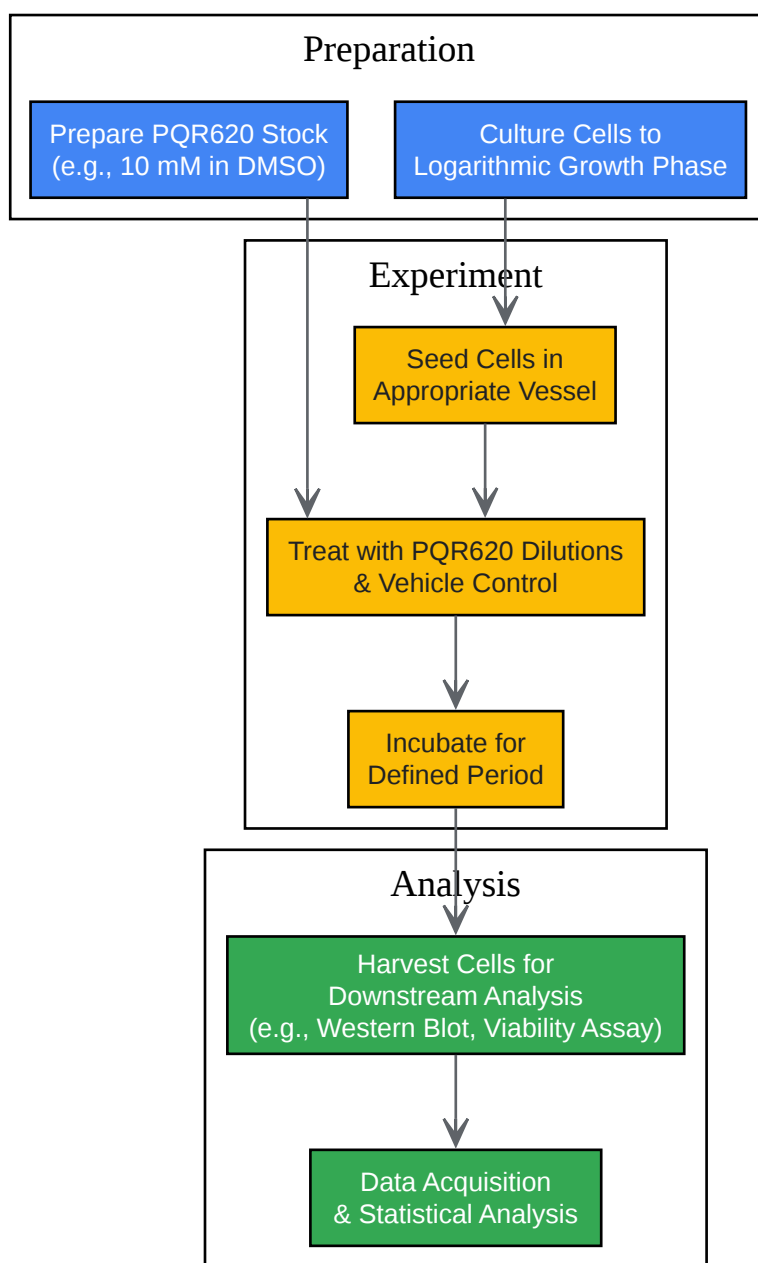 Preparation
Prepare PQR620 Stock
(e.g., 10 mM in DMSO)
Culture Cells to
Logarithmic Growth Phase
Experiment
Seed Cells in
Appropriate Vessel
Treat with PQR620 Dilutions
& Vehicle Control
Incubate for
Defined Period
Analysis
Harvest Cells for
Downstream Analysis
(e.g., Western Blot, Viability Assay)
Data Acquisition
& Statistical Analysis